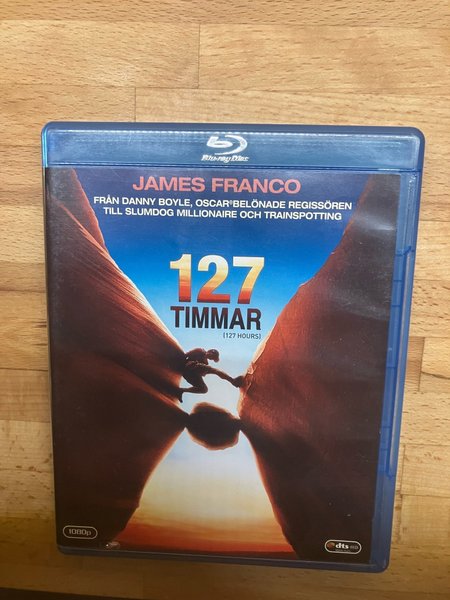 Blu-ray Disc
JAMES FRANCO
FRÅN DANNY BOYLE, OSCAR®BELÖNADE REGISSÖREN
TILL SLUMDOG MILLIONAIRE OCH TRAINSPOTTING
127
TIMMAR
(127 HOURS)
1080p
dts-HD